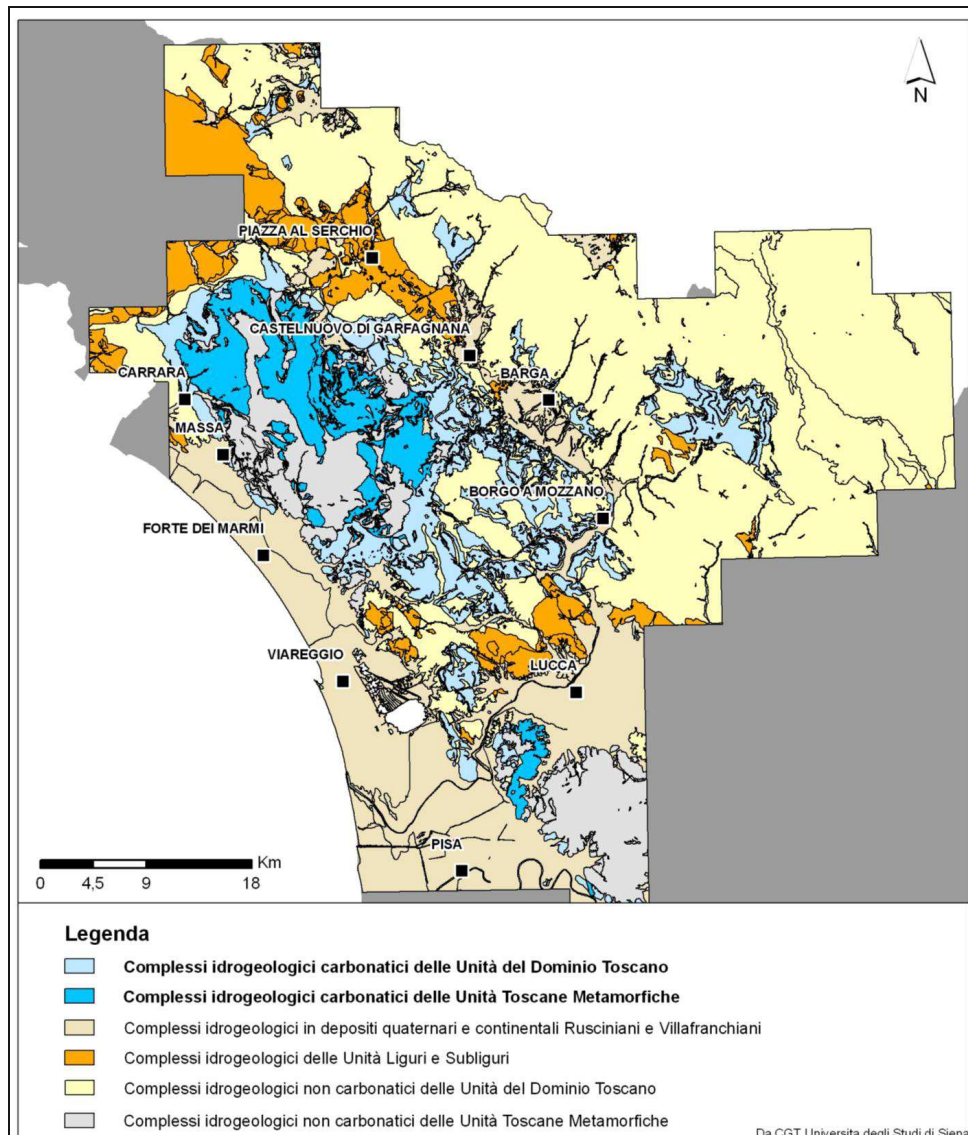 N
PIAZZA AL SERCHIO
CASTELNUOVO DI GARFAGNANA
CARRARA
BARGA
MASSA
BORGO A MOZZANO
FORTE DEI MARMI
VIAREGGIO
LUCCA
PISA
Km
0 4,5 9 18
Legenda
Complessi idrogeologici carbonatici delle Unità del Dominio Toscano
Complessi idrogeologici carbonatici delle Unità Toscane Metamorfiche
Complessi idrogeologici in depositi quaternari e continentali Rusciniani e Villafranchiani
Complessi idrogeologici delle Unità Liguri e Subliguri
Complessi idrogeologici non carbonatici delle Unità del Dominio Toscano
Complessi idrogeologici non carbonatici delle Unità Toscane Metamorfiche
Da CGT Universita degli Studi di Siena